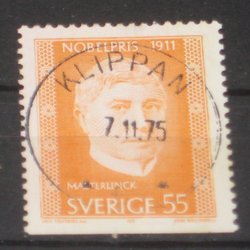 NOBELPRIS 1911
KLIPPAN
7.11.75
MAETERLINCK
SVERIGE 55